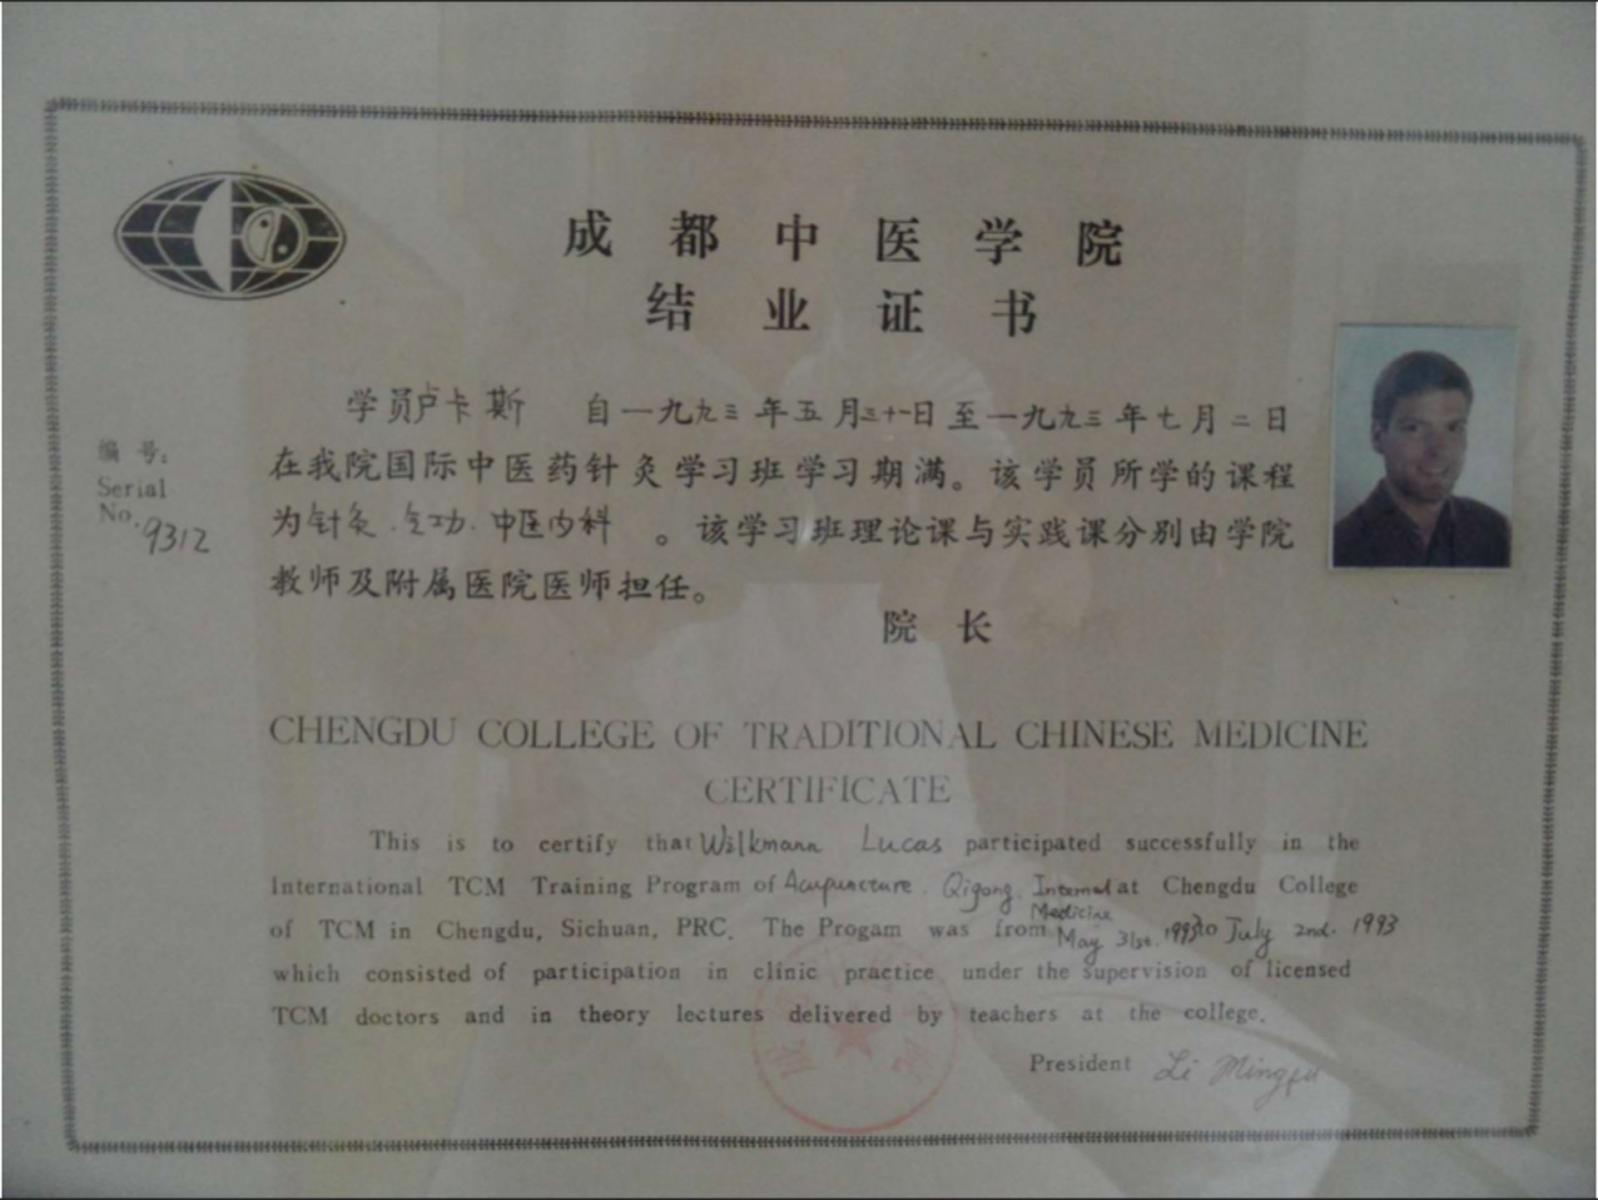 成都中医学院
结业证书
学员卢卡斯 自一九九三年五月三十一日至一九九三年七月二日
在我院国际中医药针灸学习班学习期满。该学员所学的课程
为针灸.气功.中医内科 。该学习班理论课与实践课分别由学院
教师及附属医院医师担任。
院长
编号:
Serial
No. 9312
CHENGDU COLLEGE OF TRADITIONAL CHINESE MEDICINE
CERTIFICATE
This is to certify that Wilkmann Lucas participated successfully in the
International TCM Training Program of Acupuncture. Qigong. Internal at Chengdu College
Medicine
of TCM in Chengdu, Sichuan, PRC. The Progam was from May 31st. 1993 to July 2nd. 1993
which consisted of participation in clinic practice under the supervision of licensed
TCM doctors and in theory lectures delivered by teachers at the college.
President Li Mingfu